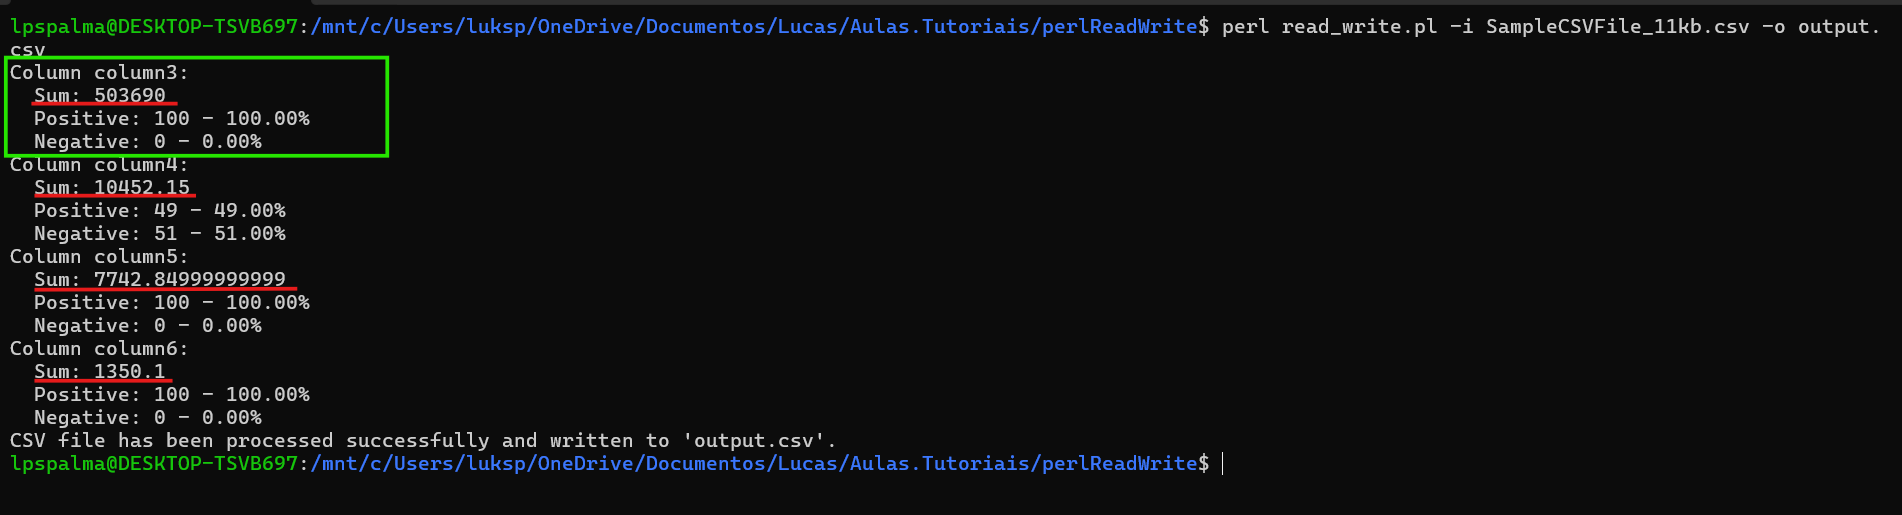 lpspalma@DESKTOP-TSVB697:/mnt/c/Users/luksp/OneDrive/Documentos/Lucas/Aulas.Tutoriais/perlReadWrite$ perl read_write.pl -i SampleCSVFile_11kb.csv -o output.
csv
Column column3:
  Sum: 503690
  Positive: 100 - 100.00%
  Negative: 0 - 0.00%
Column column4:
  Sum: 10452.15
  Positive: 49 - 49.00%
  Negative: 51 - 51.00%
Column column5:
  Sum: 7742.84999999999
  Positive: 100 - 100.00%
  Negative: 0 - 0.00%
Column column6:
  Sum: 1350.1
  Positive: 100 - 100.00%
  Negative: 0 - 0.00%
CSV file has been processed successfully and written to 'output.csv'.
lpspalma@DESKTOP-TSVB697:/mnt/c/Users/luksp/OneDrive/Documentos/Lucas/Aulas.Tutoriais/perlReadWrite$